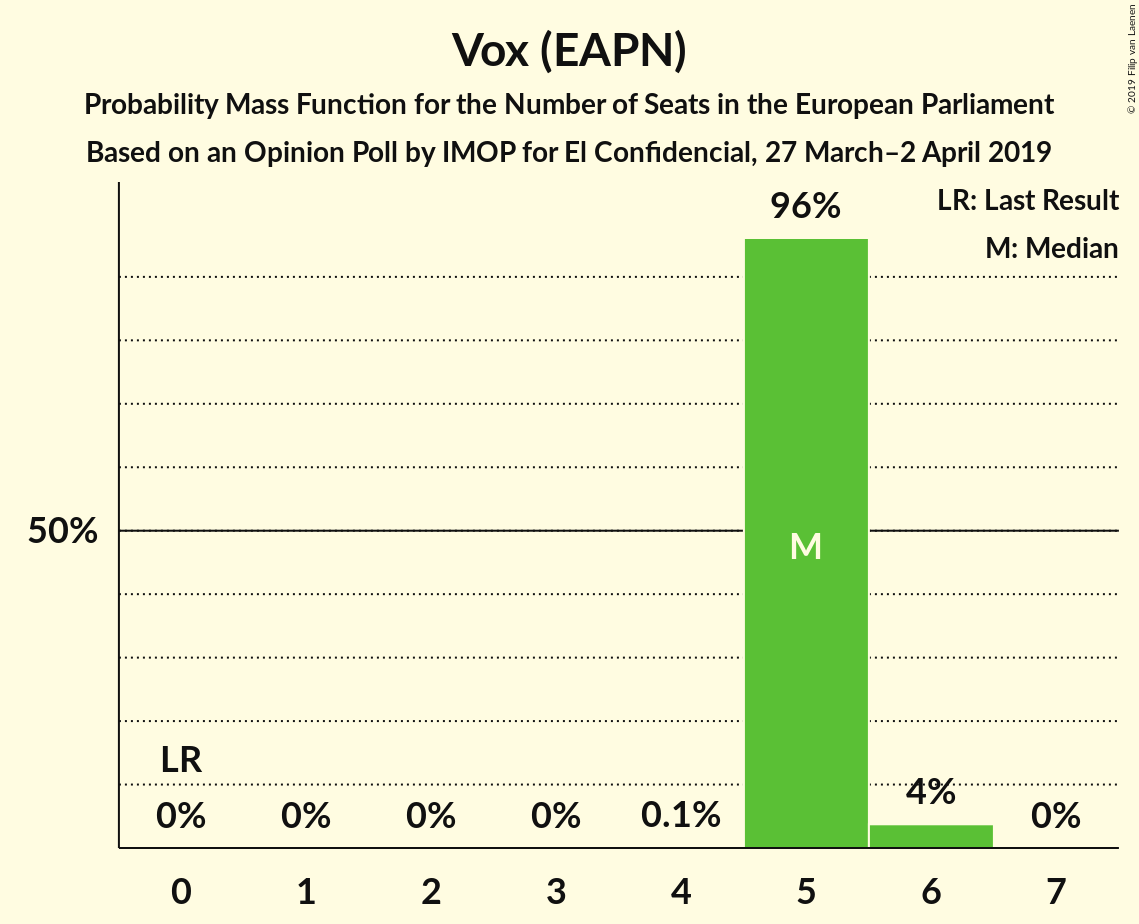 Vox (EAPN)
Probability Mass Function for the Number of Seats in the European Parliament
Based on an Opinion Poll by IMOP for El Confidencial, 27 March–2 April 2019
© 2019 Filip van Laenen
LR: Last Result
M: Median
96%
50%
M
LR
0%
0%
0%
0%
0.1%
4%
0%
0
1
2
3
4
5
6
7